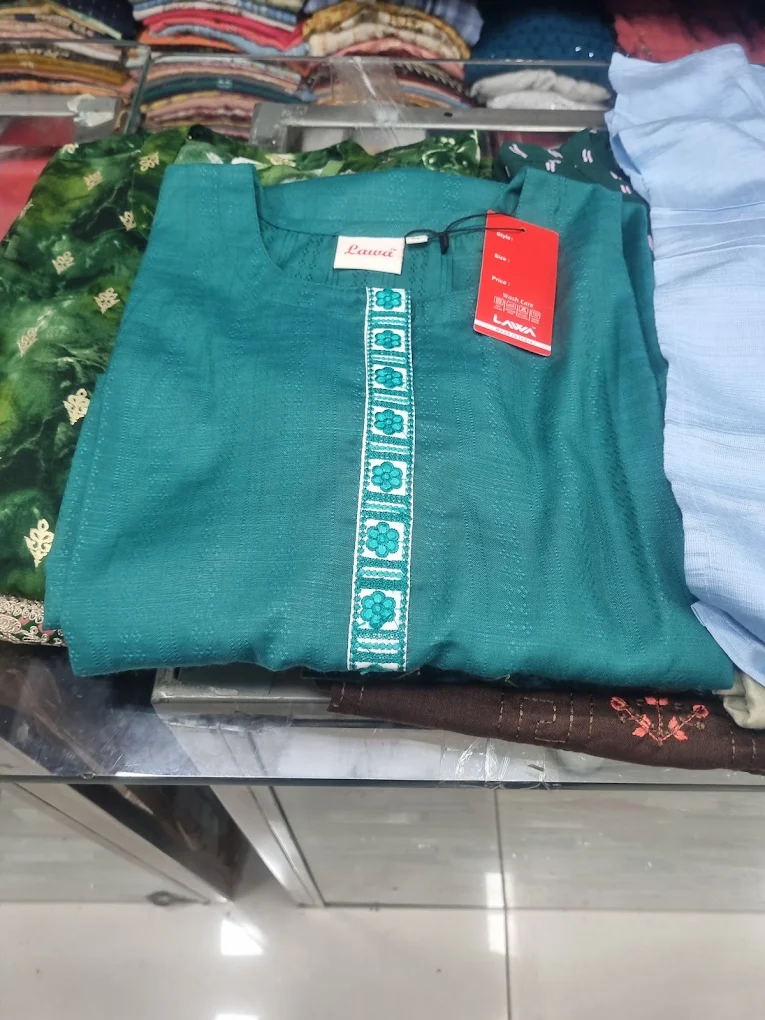 Lawa
Style :
Size :
Price :
Wash Care
LAWA